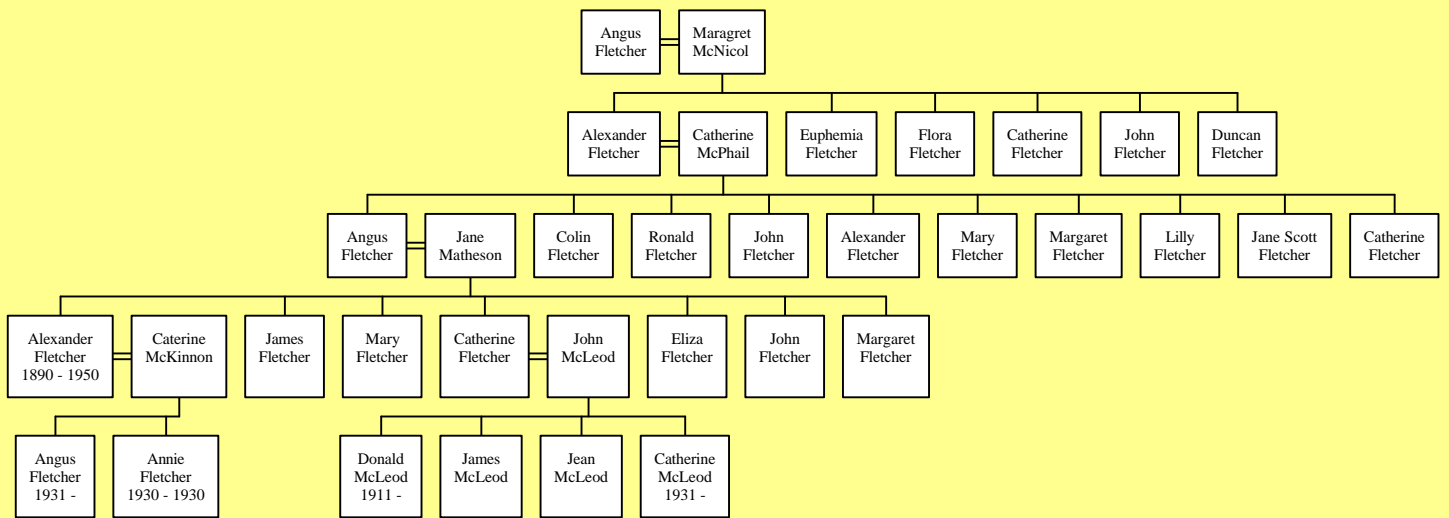 Angus
Fletcher
Maragret
McNicol
Alexander
Fletcher
Catherine
McPhail
Euphemia
Fletcher
Flora
Fletcher
Catherine
Fletcher
John
Fletcher
Duncan
Fletcher
Angus
Fletcher
Jane
Matheson
Colin
Fletcher
Ronald
Fletcher
John
Fletcher
Alexander
Fletcher
Mary
Fletcher
Margaret
Fletcher
Lilly
Fletcher
Jane Scott
Fletcher
Catherine
Fletcher
Alexander
Fletcher
1890 - 1950
Caterine
McKinnon
James
Fletcher
Mary
Fletcher
Catherine
Fletcher
John
McLeod
Eliza
Fletcher
John
Fletcher
Margaret
Fletcher
Angus
Fletcher
1931 -
Annie
Fletcher
1930 - 1930
Donald
McLeod
1911 -
James
McLeod
Jean
McLeod
Catherine
McLeod
1931 -